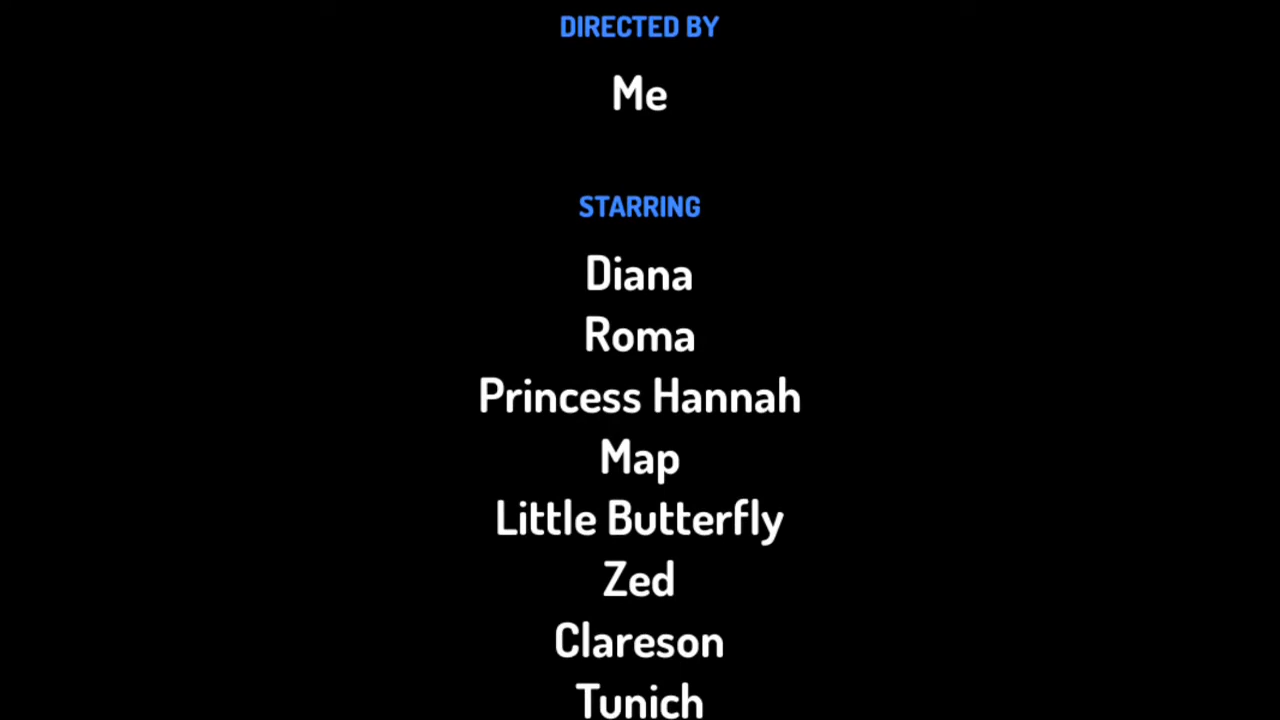 DIRECTED BY
Me
STARRING
Diana
Roma
Princess Hannah
Map
Little Butterfly
Zed
Clareson
Tunich